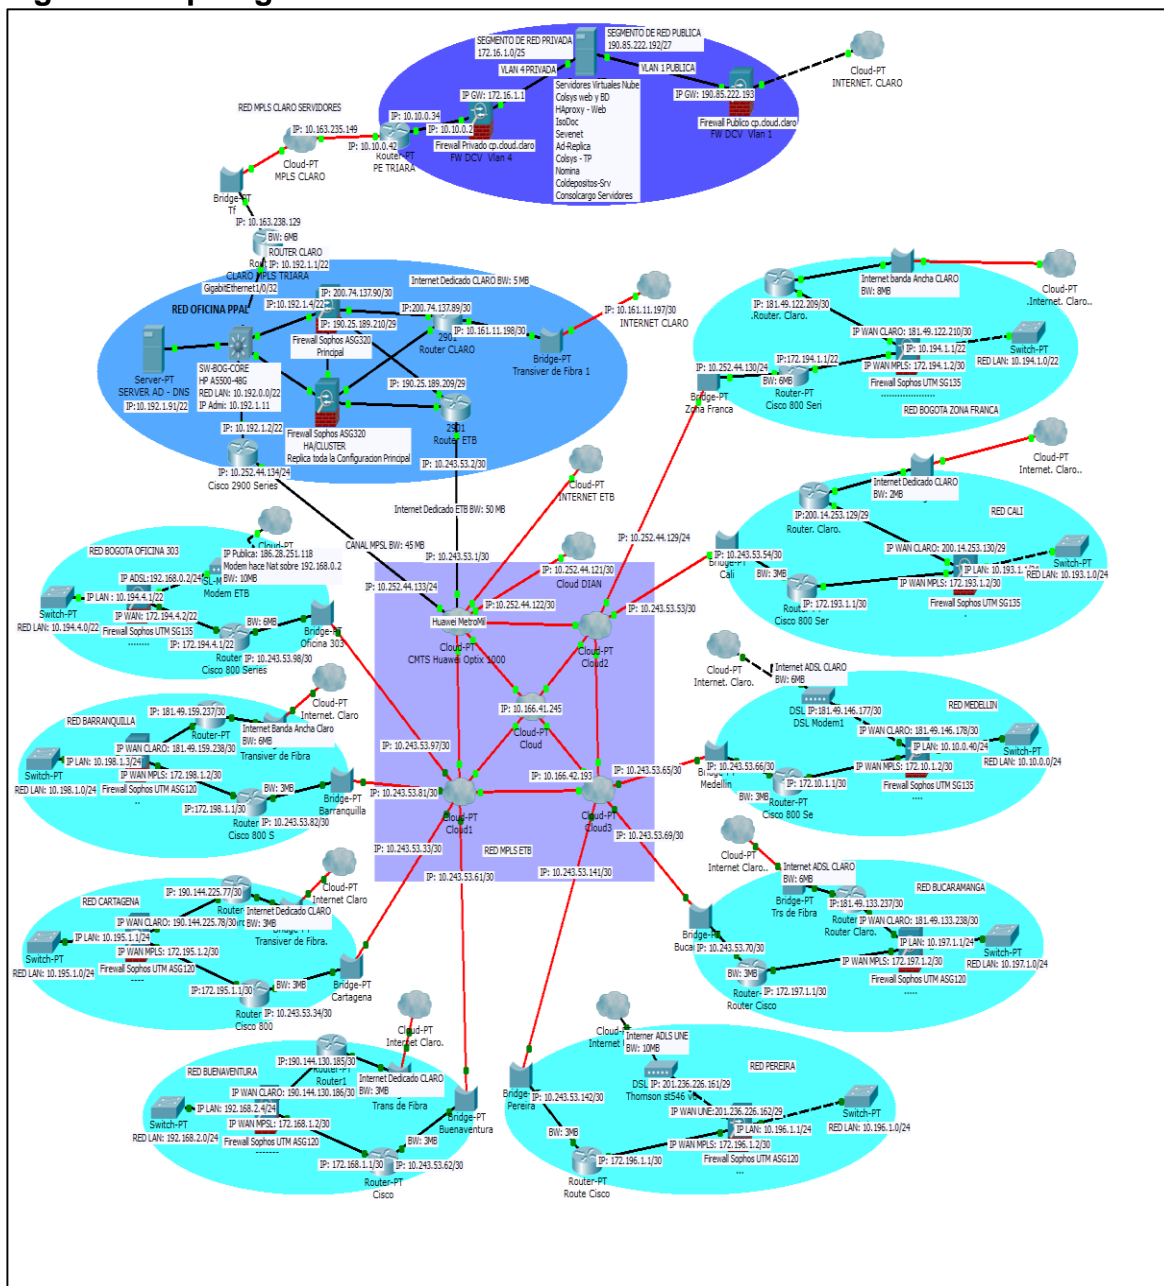 SEGMENTO DE RED PRIVADA
172.16.1.0/25
SEGMENTO DE RED PUBLICA
190.85.222.192/27
VLAN 4 PRIVADA
VLAN 1 PUBLICA
Cloud-PT
INTERNET. CLARO
IP GW: 172.16.1.1
IP GW: 190.85.222.193
Servidores Virtuales Nube
Colsys web y BD
HAproxy - Web
IsoDoc
Sevenet
Ad-Replica
Colsys - TP
Nomina
Coldepositos-Srv
Consolcargo Servidores
Firewall Publico cp.cloud.claro
FW DCV Vlan 1
RED MPLS CLARO SERVIDORES
IP: 10.163.235.149
IP: 10.10.0.34
IP: 10.10.0.2
IP: 10.10.0.42
Firewall Privado cp.cloud.claro
FW DCV Vlan 4
Router-PT
PE TRIARA
Cloud-PT
MPLS CLARO
Bridge-PT
Tf
IP: 10.163.238.129
BW: 6MB
ROUTER CLARO
IP: 10.192.1.1/22
CLARO MPLS TRIARA
GigabitEthernet1/0/32
RED OFICINA PPAL
Internet Dedicado CLARO BW: 5 MB
IP: 200.74.137.90/30
IP: 10.192.1.4/22
IP:200.74.137.89/30
IP: 190.25.189.210/29
IP: 10.161.11.198/30
IP: 10.161.11.197/30
INTERNET CLARO
2901
Router CLARO
Firewall Sophos ASG320
Principal
Bridge-PT
Transiver de Fibra 1
Server-PT
SERVER AD - DNS
IP:10.192.1.91/22
SW-BOG-CORE
HP A5500-48G
RED LAN: 10.192.0.0/22
IP Admi: 10.192.1.11
IP: 10.192.1.2/22
IP: 190.25.189.209/29
Firewall Sophos ASG320
HA/CLUSTER
Replica toda la Configuracion Principal
2901
Router ETB
IP: 10.252.44.134/24
Cisco 2900 Series
IP: 10.243.53.2/30
Internet Dedicado ETB BW: 50 MB
CANAL MPSL BW: 45 MB
IP: 10.243.53.1/30
IP: 10.252.44.133/24
Cloud-PT
INTERNET ETB
IP: 10.252.44.121/30
Cloud DIAN
IP: 10.252.44.122/30
IP: 10.252.44.129/24
Huawei MetroMil
Cloud-PT
CMTS Huawei Optix 1000
Cloud-PT
Cloud2
IP: 10.166.41.245
Cloud-PT
Cloud
IP: 10.166.42.193
Cloud-PT
Cloud1
Cloud-PT
Cloud3
RED MPLS ETB
IP: 10.243.53.97/30
IP: 10.243.53.81/30
IP: 10.243.53.33/30
IP: 10.243.53.61/30
IP: 10.243.53.53/30
IP: 10.243.53.65/30
IP: 10.243.53.69/30
IP: 10.243.53.141/30
Internet banda Ancha CLARO
BW: 8MB
Cloud-PT
.Internet. Claro..
IP: 181.49.122.209/30
.Router. Claro.
IP WAN CLARO: 181.49.122.210/30
IP: 10.194.1.1/22
IP WAN MPLS: 172.194.1.2/30
Firewall Sophos UTM SG135
Switch-PT
RED LAN: 10.194.1.0/22
IP:172.194.1.1/22
BW: 6MB
Router-PT
Cisco 800 Seri
IP: 10.252.44.130/24
Bridge-PT
Zona Franca
RED BOGOTA ZONA FRANCA
Cloud-PT
Internet. Claro..
Internet Dedicado CLARO
BW: 2MB
RED CALI
IP:200.14.253.129/29
Router. Claro.
IP WAN CLARO: 200.14.253.130/29
IP WAN MPLS: 172.193.1.2/30
Firewall Sophos UTM SG135
Switch-PT
RED LAN: 10.193.1.0/24
IP: 10.243.53.54/30
Bridge-PT
Cali
BW: 3MB
IP: 172.193.1.1/30
Cisco 800 Ser
RED BOGOTA OFICINA 303
IP Publica: 186.28.251.118
Modem hace Nat sobre 192.168.0.2
BW: 10MB
IP ADSL:192.168.0.2/24
Modem ETB
IP LAN : 10.194.4.1/22
Switch-PT
RED LAN: 10.194.4.0/22
IP WAN: 172.194.4.2/30
Firewall Sophos UTM SG135
BW: 6MB
IP:172.194.4.1/22
Cisco 800 Series
IP: 10.243.53.98/30
Bridge-PT
Oficina 303
RED BARRANQUILLA
IP: 181.49.159.237/30
Router-PT
Cloud-PT
Internet. Claro
Internet Banda Ancha Claro
BW: 6MB
Transiver de Fibra
IP WAN CLARO: 181.49.159.238/30
IP LAN: 10.198.1.3/24
Switch-PT
RED LAN: 10.198.1.0/24
IP WAN MPLS: 172.198.1.2/30
Firewall Sophos UTM ASG120
BW: 3MB
IP:172.198.1.1/30
Cisco 800 S
IP: 10.243.53.82/30
Bridge-PT
Barranquilla
Cloud-PT
Internet. Claro.
Internet ADSL CLARO
BW: 6MB
IP: 181.49.146.177/30
DSL Modem1
RED MEDELLIN
IP WAN CLARO: 181.49.146.178/30
IP LAN: 10.10.0.40/24
Switch-PT
RED LAN: 10.10.0.0/24
IP WAN MPLS: 172.10.1.2/30
Firewall Sophos UTM SG135
IP: 10.243.53.66/30
Medellin
BW: 3MB
IP: 172.10.1.1/30
Router-PT
Cisco 800 Se
RED CARTAGENA
IP: 190.144.225.77/30
Cloud-PT
Internet Claro
Internet Dedicado CLARO
BW: 3MB
Transiver de Fibra.
IP WAN CLARO: 190.144.225.78/30
IP LAN: 10.195.1.1/24
Switch-PT
RED LAN: 10.195.1.0/24
IP WAN MPLS: 172.195.1.2/30
Firewall Sophos UTM ASG120
BW: 3MB
IP:172.195.1.1/30
Cisco 800
IP: 10.243.53.34/30
Bridge-PT
Cartagena
Cloud-PT
Internet Claro..
Internet ADSL CLARO
BW: 6MB
Bridge-PT
Trs de Fibra
RED BUCARAMANGA
IP:181.49.133.237/30
Router Claro.
IP WAN CLARO: 181.49.133.238/30
IP LAN: 10.197.1.1/24
Switch-PT
RED LAN: 10.197.1.0/24
IP WAN MPLS: 172.197.1.2/30
Firewall Sophos UTM ASG120
IP: 10.243.53.70/30
BW: 3MB
IP: 172.197.1.1/30
Router Cisco
RED BUENAVENTURA
IP:190.144.130.185/30
Router-PT
Router1
Cloud-PT
Internet Claro.
Internet Dedicado CLARO
BW: 3MB
Trans de Fibra
IP WAN CLARO: 190.144.130.186/30
IP LAN: 192.168.2.4/24
Switch-PT
RED LAN: 192.168.2.0/24
IP WAN MPSL: 172.168.1.2/30
Firewall Sophos UTM ASG120
BW: 3MB
IP: 172.168.1.1/30
IP: 10.243.53.62/30
Router-PT
Cisco
Bridge-PT
Buenaventura
Interner ADLS UNE
BW: 10MB
DSL
IP: 201.236.226.161/29
Thomson st546 v6
RED PEREIRA
IP WAN UNE:201.236.226.162/29
IP LAN: 10.196.1.1/24
Switch-PT
RED LAN: 10.196.1.0/24
IP WAN MPLS: 172.196.1.2/30
Firewall Sophos UTM ASG120
Pereira
IP: 10.243.53.142/30
BW: 3MB
IP: 172.196.1.1/30
Router-PT
Route Cisco